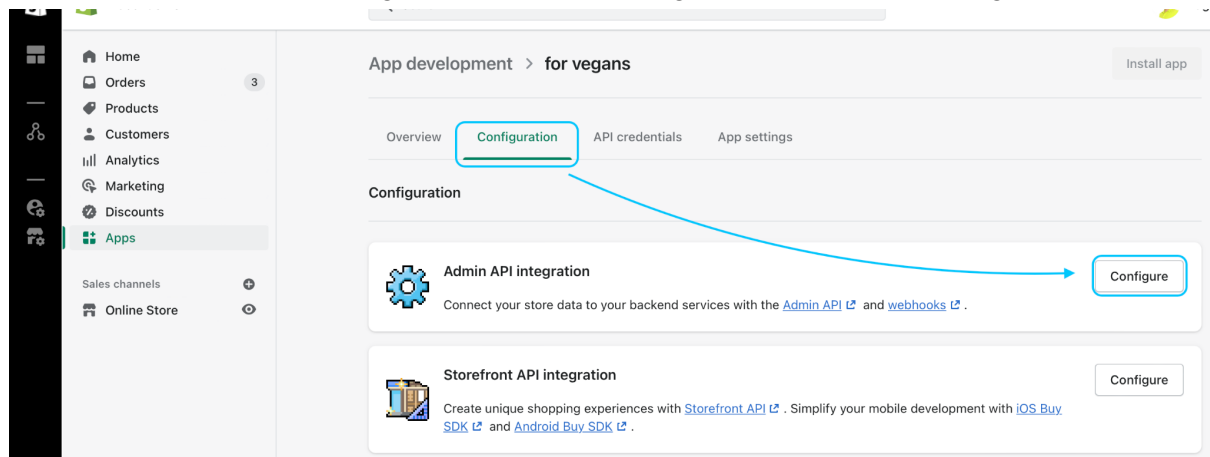 Home
Orders 3
Products
Customers
Analytics
Marketing
Discounts
Apps
Sales channels
Online Store
App development > for vegans
Install app
Overview Configuration API credentials App settings
Configuration
Admin API integration
Configure
Connect your store data to your backend services with the Admin API and webhooks .
Storefront API integration
Configure
Create unique shopping experiences with Storefront API . Simplify your mobile development with iOS Buy
SDK and Android Buy SDK .